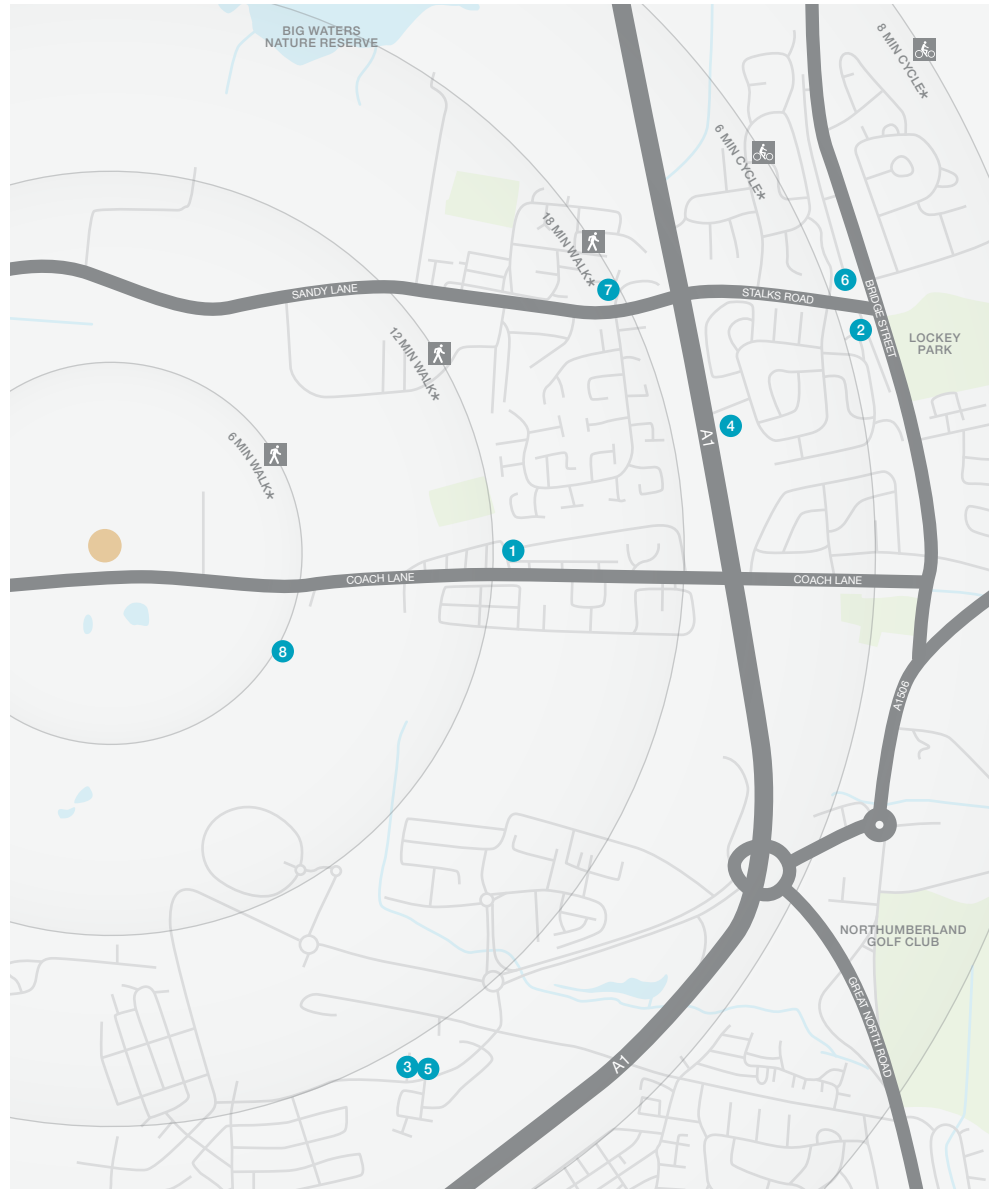 BIG WATERS
NATURE RESERVE
8 MIN CYCLE*
6 MIN CYCLE*
18 MIN WALK*
7
6
SANDY LANE
STALKS ROAD
BRIDGE STREET
2
LOCKEY
PARK
12 MIN WALK*
4
A1
6 MIN WALK*
1
COACH LANE
COACH LANE
8
A1506
NORTHUMBERLAND
GOLF CLUB
GREAT NORTH ROAD
3
5
A1